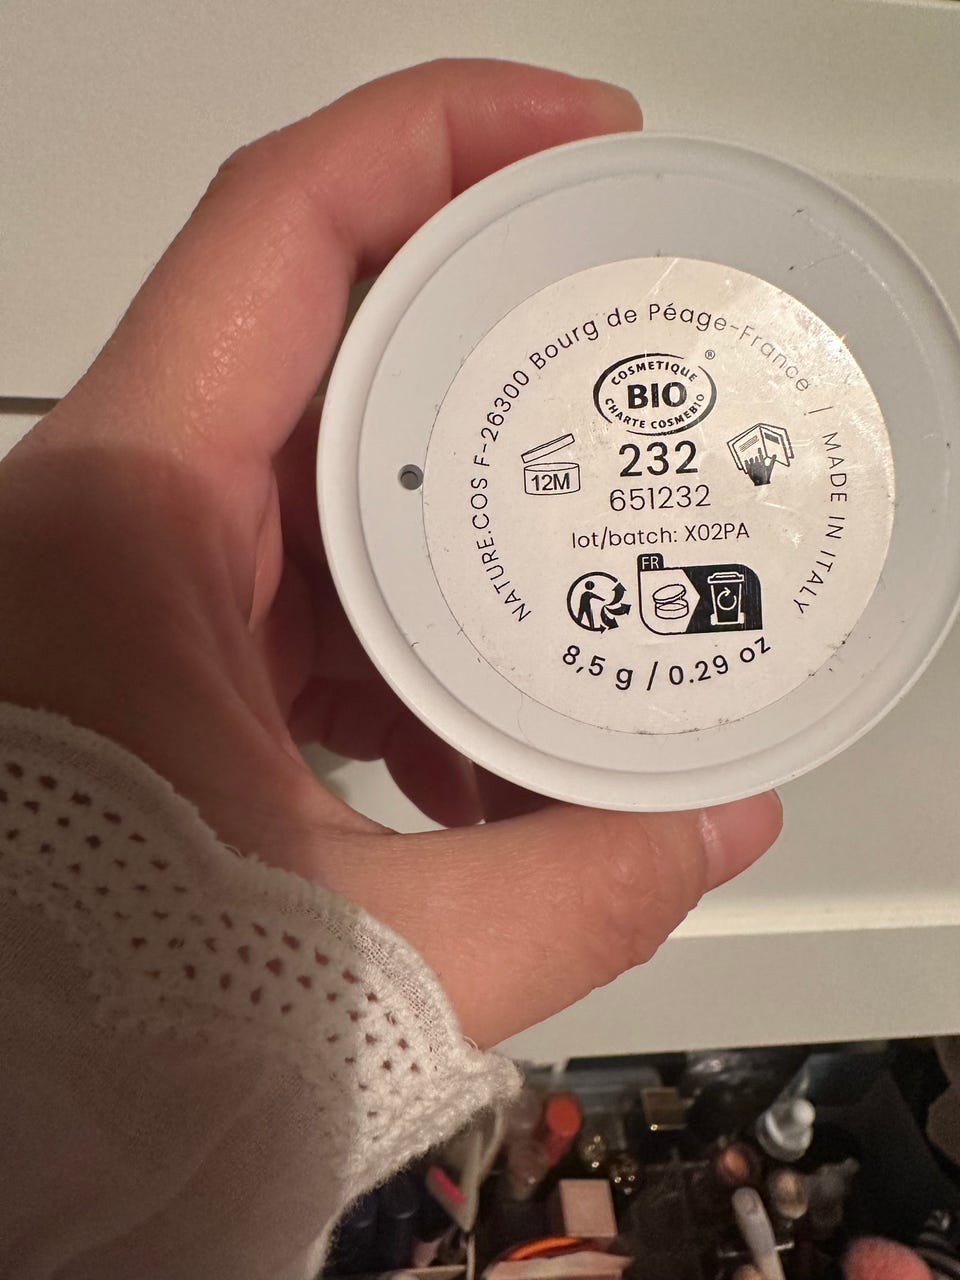 NATURE.COS F-26300 Bourg de Péage-France | MADE IN ITALY
COSMETIQUE
®
BIO
CHARTE COSMEBIO
12M
232
651232
lot/batch: X02PA
FR
8,5 g / 0.29 oz